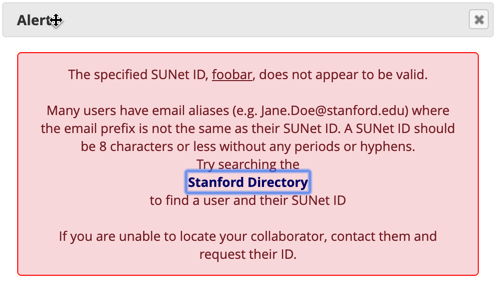 Alert
The specified SUNet ID, foobar, does not appear to be valid.
Many users have email aliases (e.g. Jane.Doe@stanford.edu) where
the email prefix is not the same as their SUNet ID. A SUNet ID should
be 8 characters or less without any periods or hyphens.
Try searching the
Stanford Directory
to find a user and their SUNet ID
If you are unable to locate your collaborator, contact them and
request their ID.